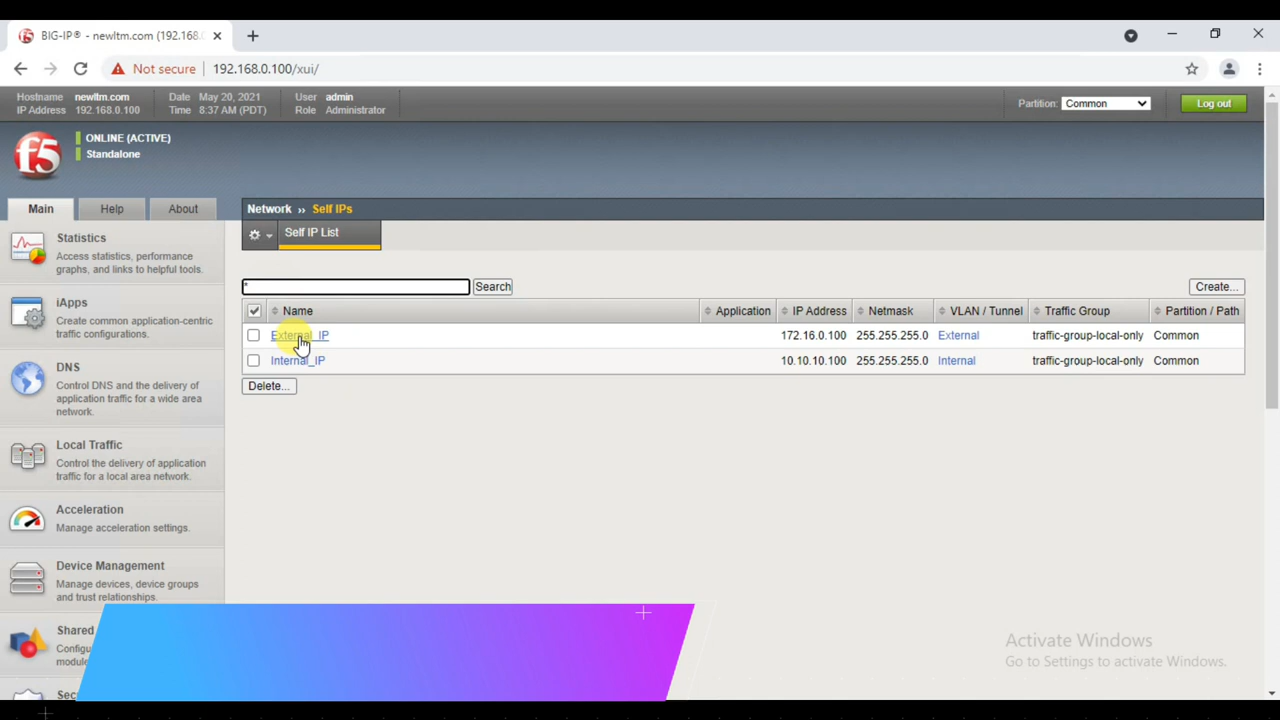 BIG-IP® - newltm.com (192.168.
Not secure
192.168.0.100/xui/
Hostname newltm.com
IP Address 192.168.0.100
Date May 20, 2021
Time 8:37 AM (PDT)
User admin
Role Administrator
Partition: Common
Log out
f5
ONLINE (ACTIVE)
Standalone
Main
Help
About
Network ›› Self IPs
Self IP List
Statistics
Access statistics, performance
graphs, and links to helpful tools.
iApps
Create common application-centric
traffic configurations.
DNS
Control DNS and the delivery of
application traffic for a wide area
network.
Local Traffic
Control the delivery of application
traffic for a local area network.
Acceleration
Manage acceleration settings.
Device Management
Manage devices, device groups
and trust relationships.
Shared
*
Search
Create...
Name Application IP Address Netmask VLAN / Tunnel Traffic Group Partition / Path
External_IP 172.16.0.100 255.255.255.0 External traffic-group-local-only Common
Internal_IP 10.10.10.100 255.255.255.0 Internal traffic-group-local-only Common
Delete...
Activate Windows
Go to Settings to activate Windows.